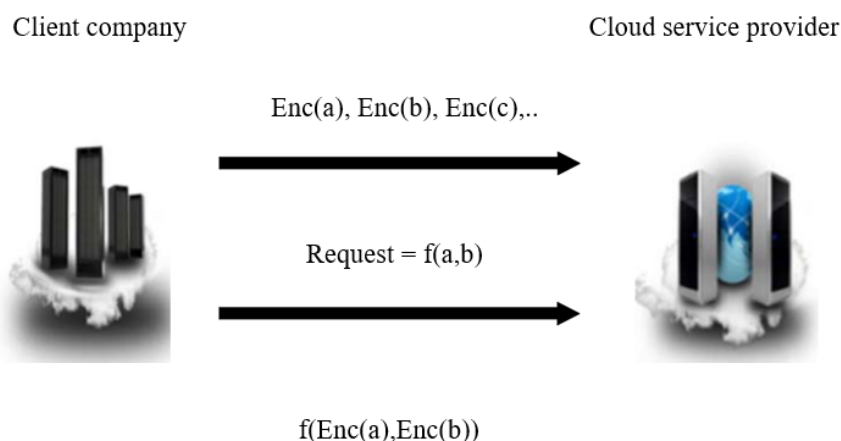 Client company
Cloud service provider
Enc(a), Enc(b), Enc(c),..
Request = f(a,b)
f(Enc(a),Enc(b))